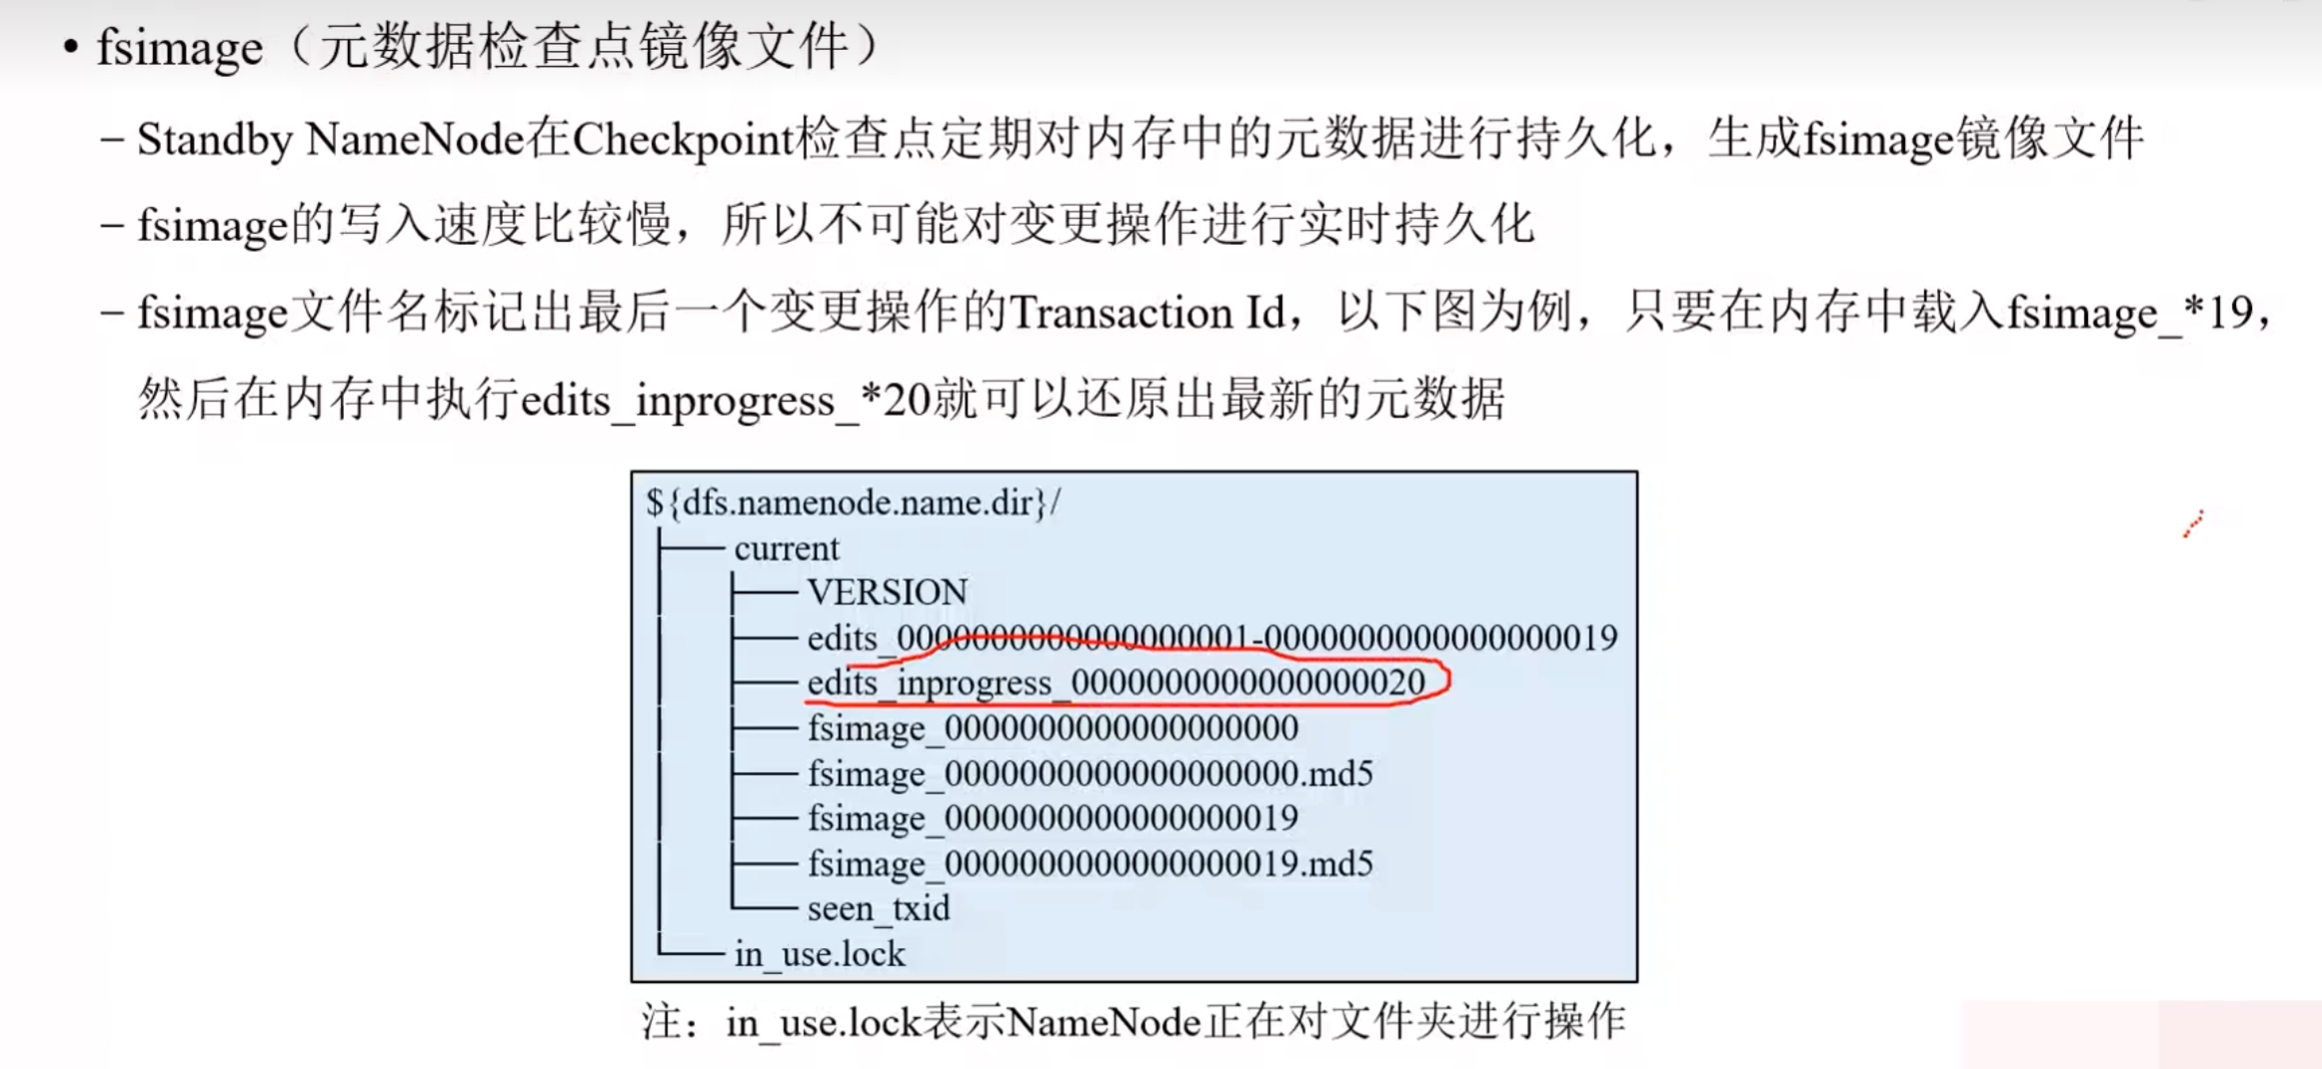 • fsimage（元数据检查点镜像文件）
– Standby NameNode在Checkpoint检查点定期对内存中的元数据进行持久化，生成fsimage镜像文件
– fsimage的写入速度比较慢，所以不可能对变更操作进行实时持久化
– fsimage文件名标记出最后一个变更操作的Transaction Id，以下图为例，只要在内存中载入fsimage_*19，
然后在内存中执行edits_inprogress_*20就可以还原出最新的元数据
${dfs.namenode.name.dir}/
current
VERSION
edits_0000000000000000001-0000000000000000019
edits_inprogress_0000000000000000020
fsimage_0000000000000000000
fsimage_0000000000000000000.md5
fsimage_0000000000000000019
fsimage_0000000000000000019.md5
seen_txid
in_use.lock
注：in_use.lock表示NameNode正在对文件夹进行操作